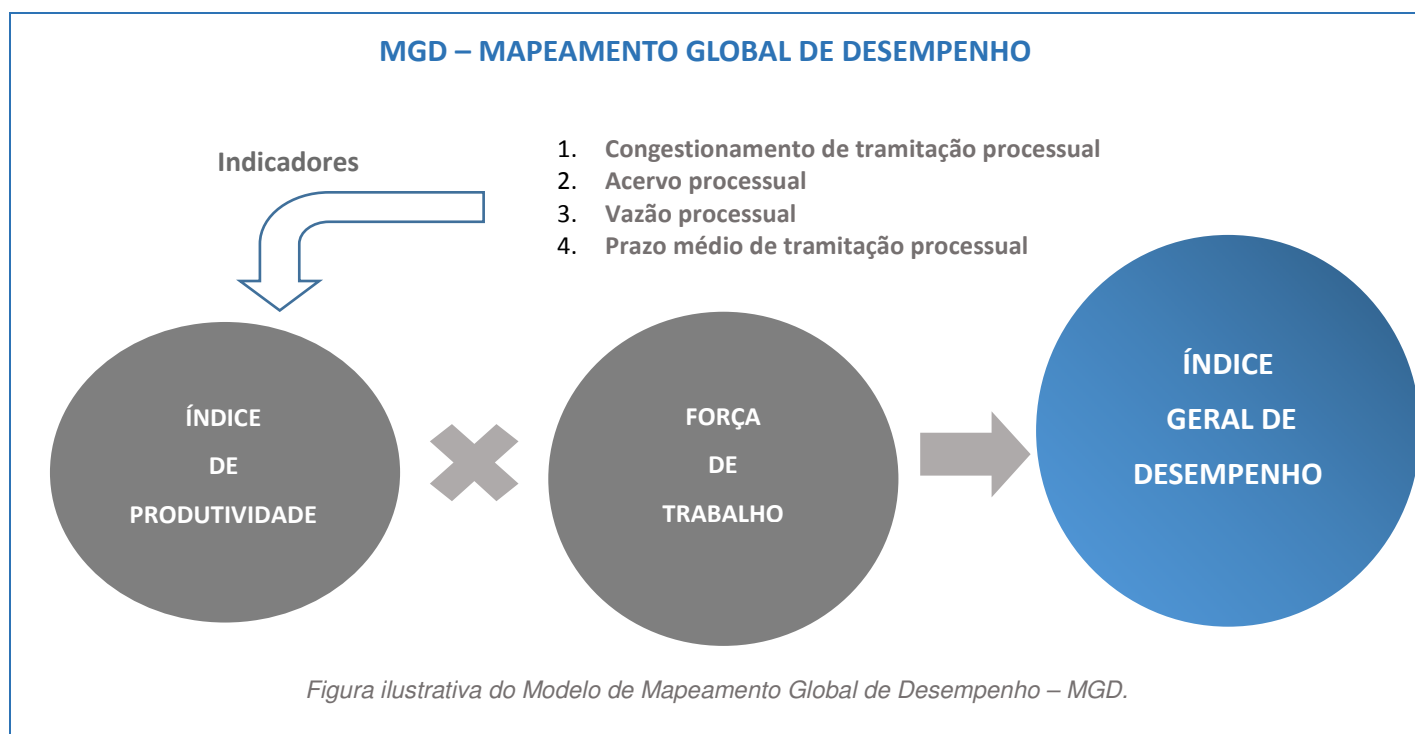 MGD – MAPEAMENTO GLOBAL DE DESEMPENHO
Indicadores
1. Congestionamento de tramitação processual
2. Acervo processual
3. Vazão processual
4. Prazo médio de tramitação processual
ÍNDICE
DE
PRODUTIVIDADE
FORÇA
DE
TRABALHO
ÍNDICE
GERAL DE
DESEMPENHO
Figura ilustrativa do Modelo de Mapeamento Global de Desempenho – MGD.